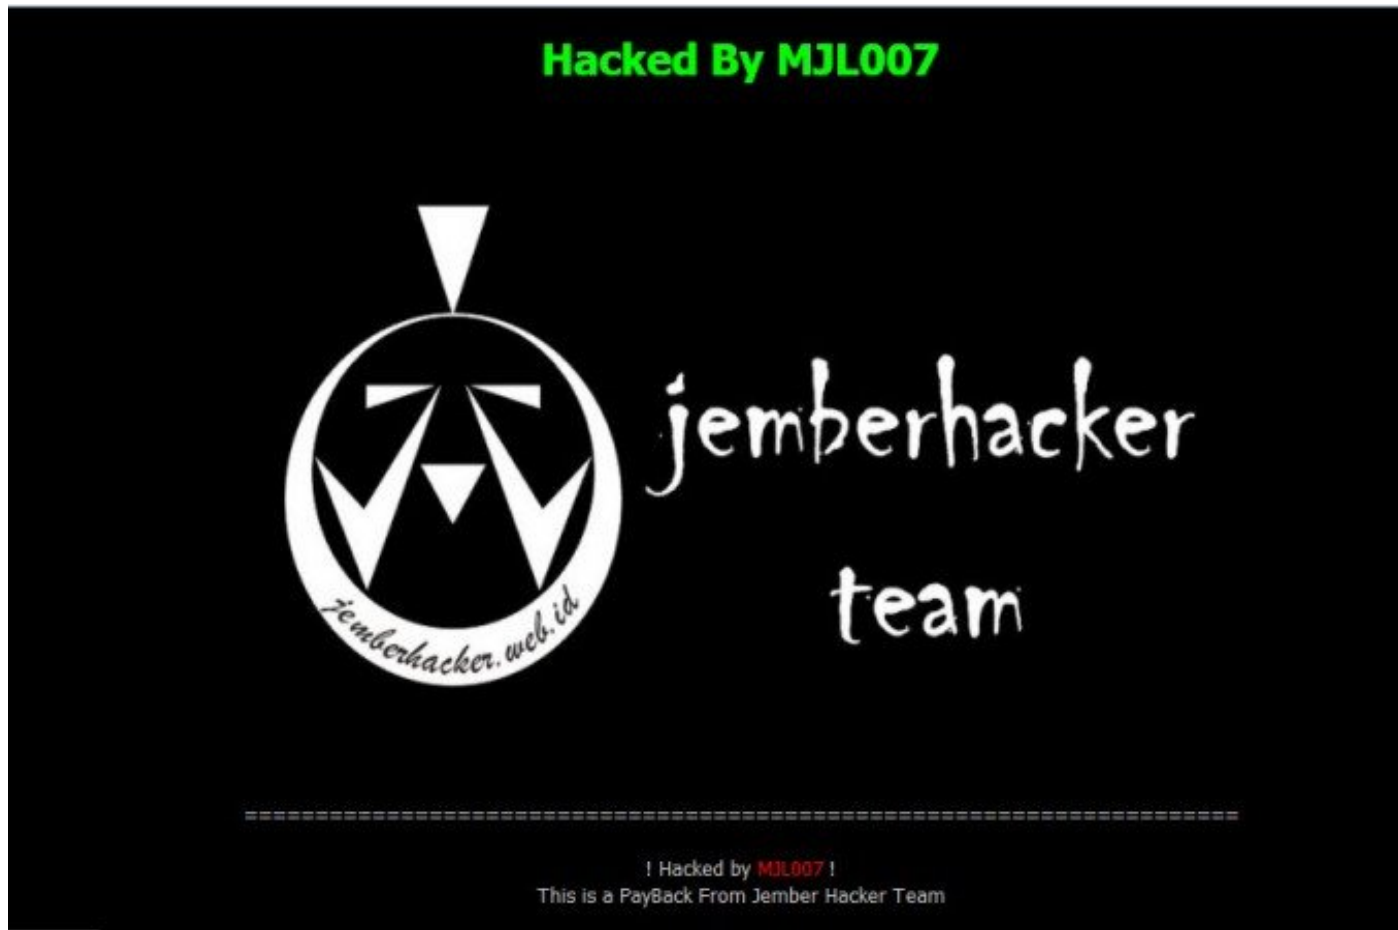 Hacked By MJL007
jemberhacker
team
jemberhacker.web.id
======================================================================
! Hacked by MJL007 !
This is a PayBack From Jember Hacker Team